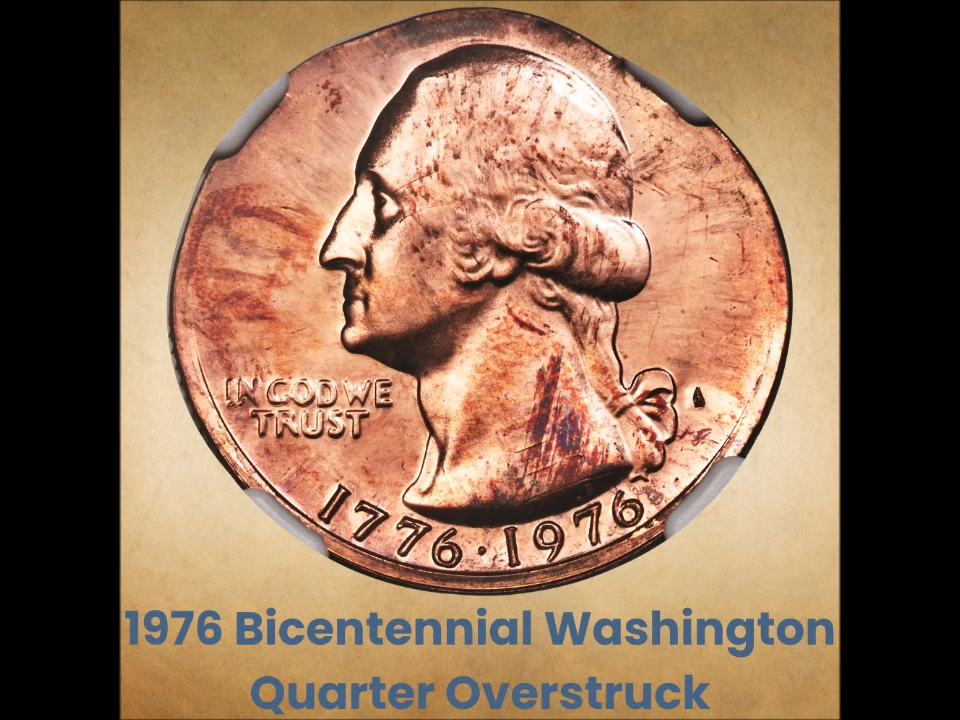 IN GOD WE
TRUST
1776·1976
1976 Bicentennial Washington
Quarter Overstruck